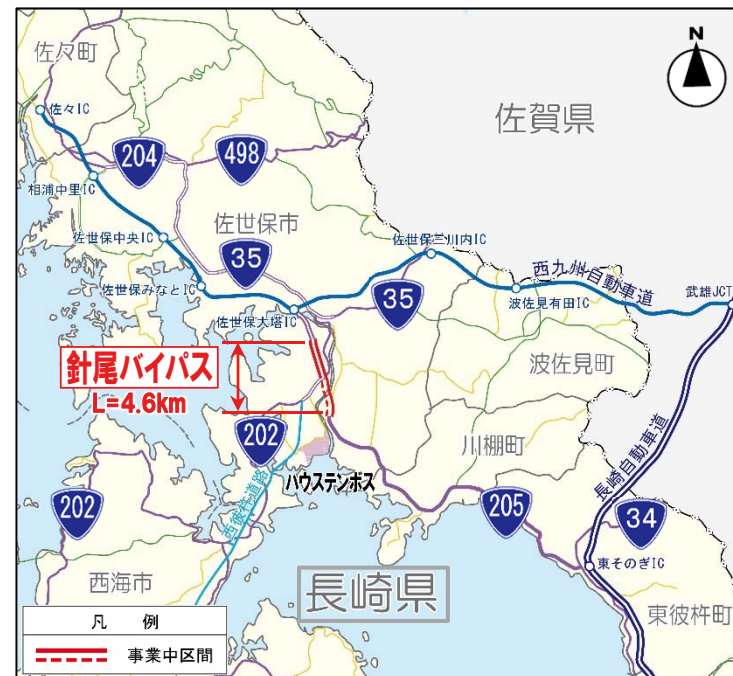 佐々町
N
佐々IC
佐賀県
204
498
相浦中里IC
佐世保市
佐世保中央IC
佐世保三川内IC
35
西九州自動車道
佐世保みなとIC
35
波佐見有田IC
武雄JCT
佐世保大塔IC
針尾バイパス
L=4.6km
波佐見町
202
川棚町
長崎自動車道
ハウステンボス
202
西彼杵道路
205
34
東そのぎIC
西海市
長崎県
東彼杵町
凡 例
事業中区間